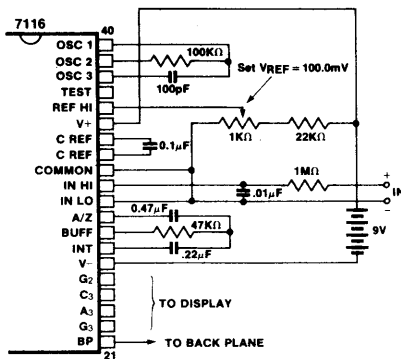 7116
40
OSC 1
OSC 2
100KΩ
OSC 3
100pF
Set VREF = 100.0mV
TEST
REF HI
V+
1KΩ
22KΩ
C REF
0.1μF
C REF
COMMON
1MΩ
+
IN HI
.01μF
IN
IN LO
−
A/Z
0.47μF
BUFF
47KΩ
9V
INT
.22μF
V−
G2
C3
TO DISPLAY
A3
G3
BP
TO BACK PLANE
21